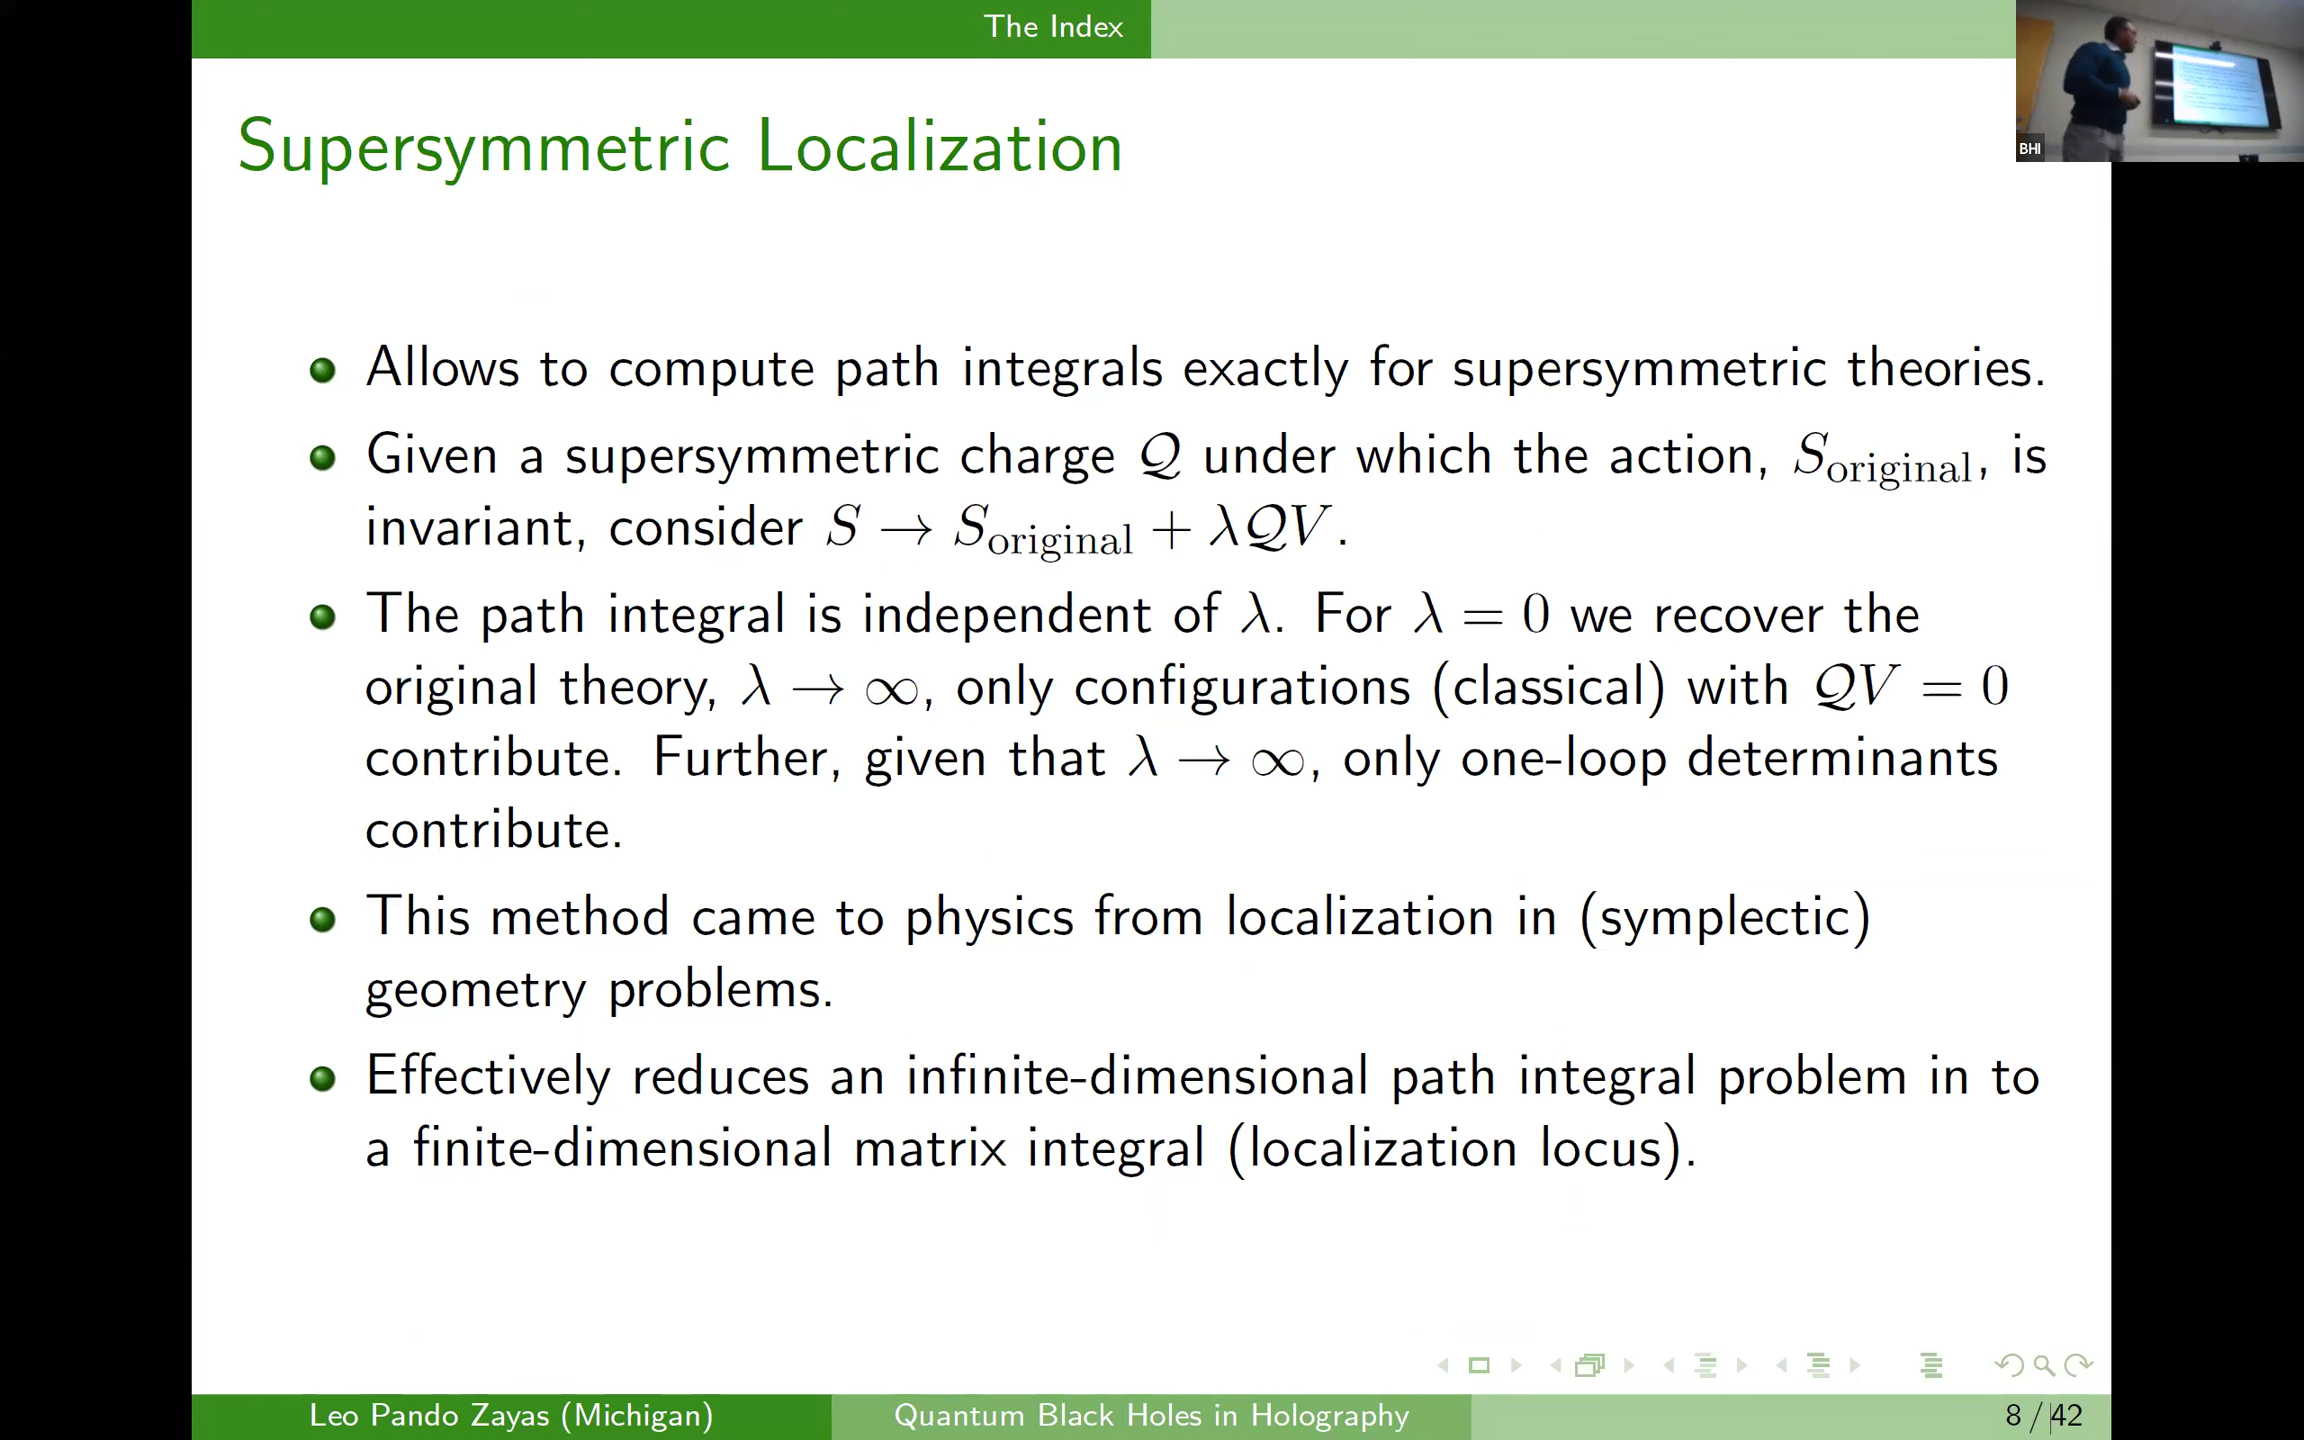 The Index
BHI
Supersymmetric Localization
Allows to compute path integrals exactly for supersymmetric theories.
Given a supersymmetric charge 𝒬 under which the action, S_original, is
invariant, consider S → S_original + λ𝒬V.
The path integral is independent of λ. For λ = 0 we recover the
original theory, λ → ∞, only configurations (classical) with 𝒬V = 0
contribute. Further, given that λ → ∞, only one-loop determinants
contribute.
This method came to physics from localization in (symplectic)
geometry problems.
Effectively reduces an infinite-dimensional path integral problem in to
a finite-dimensional matrix integral (localization locus).
Leo Pando Zayas (Michigan)
Quantum Black Holes in Holography
8 / 42